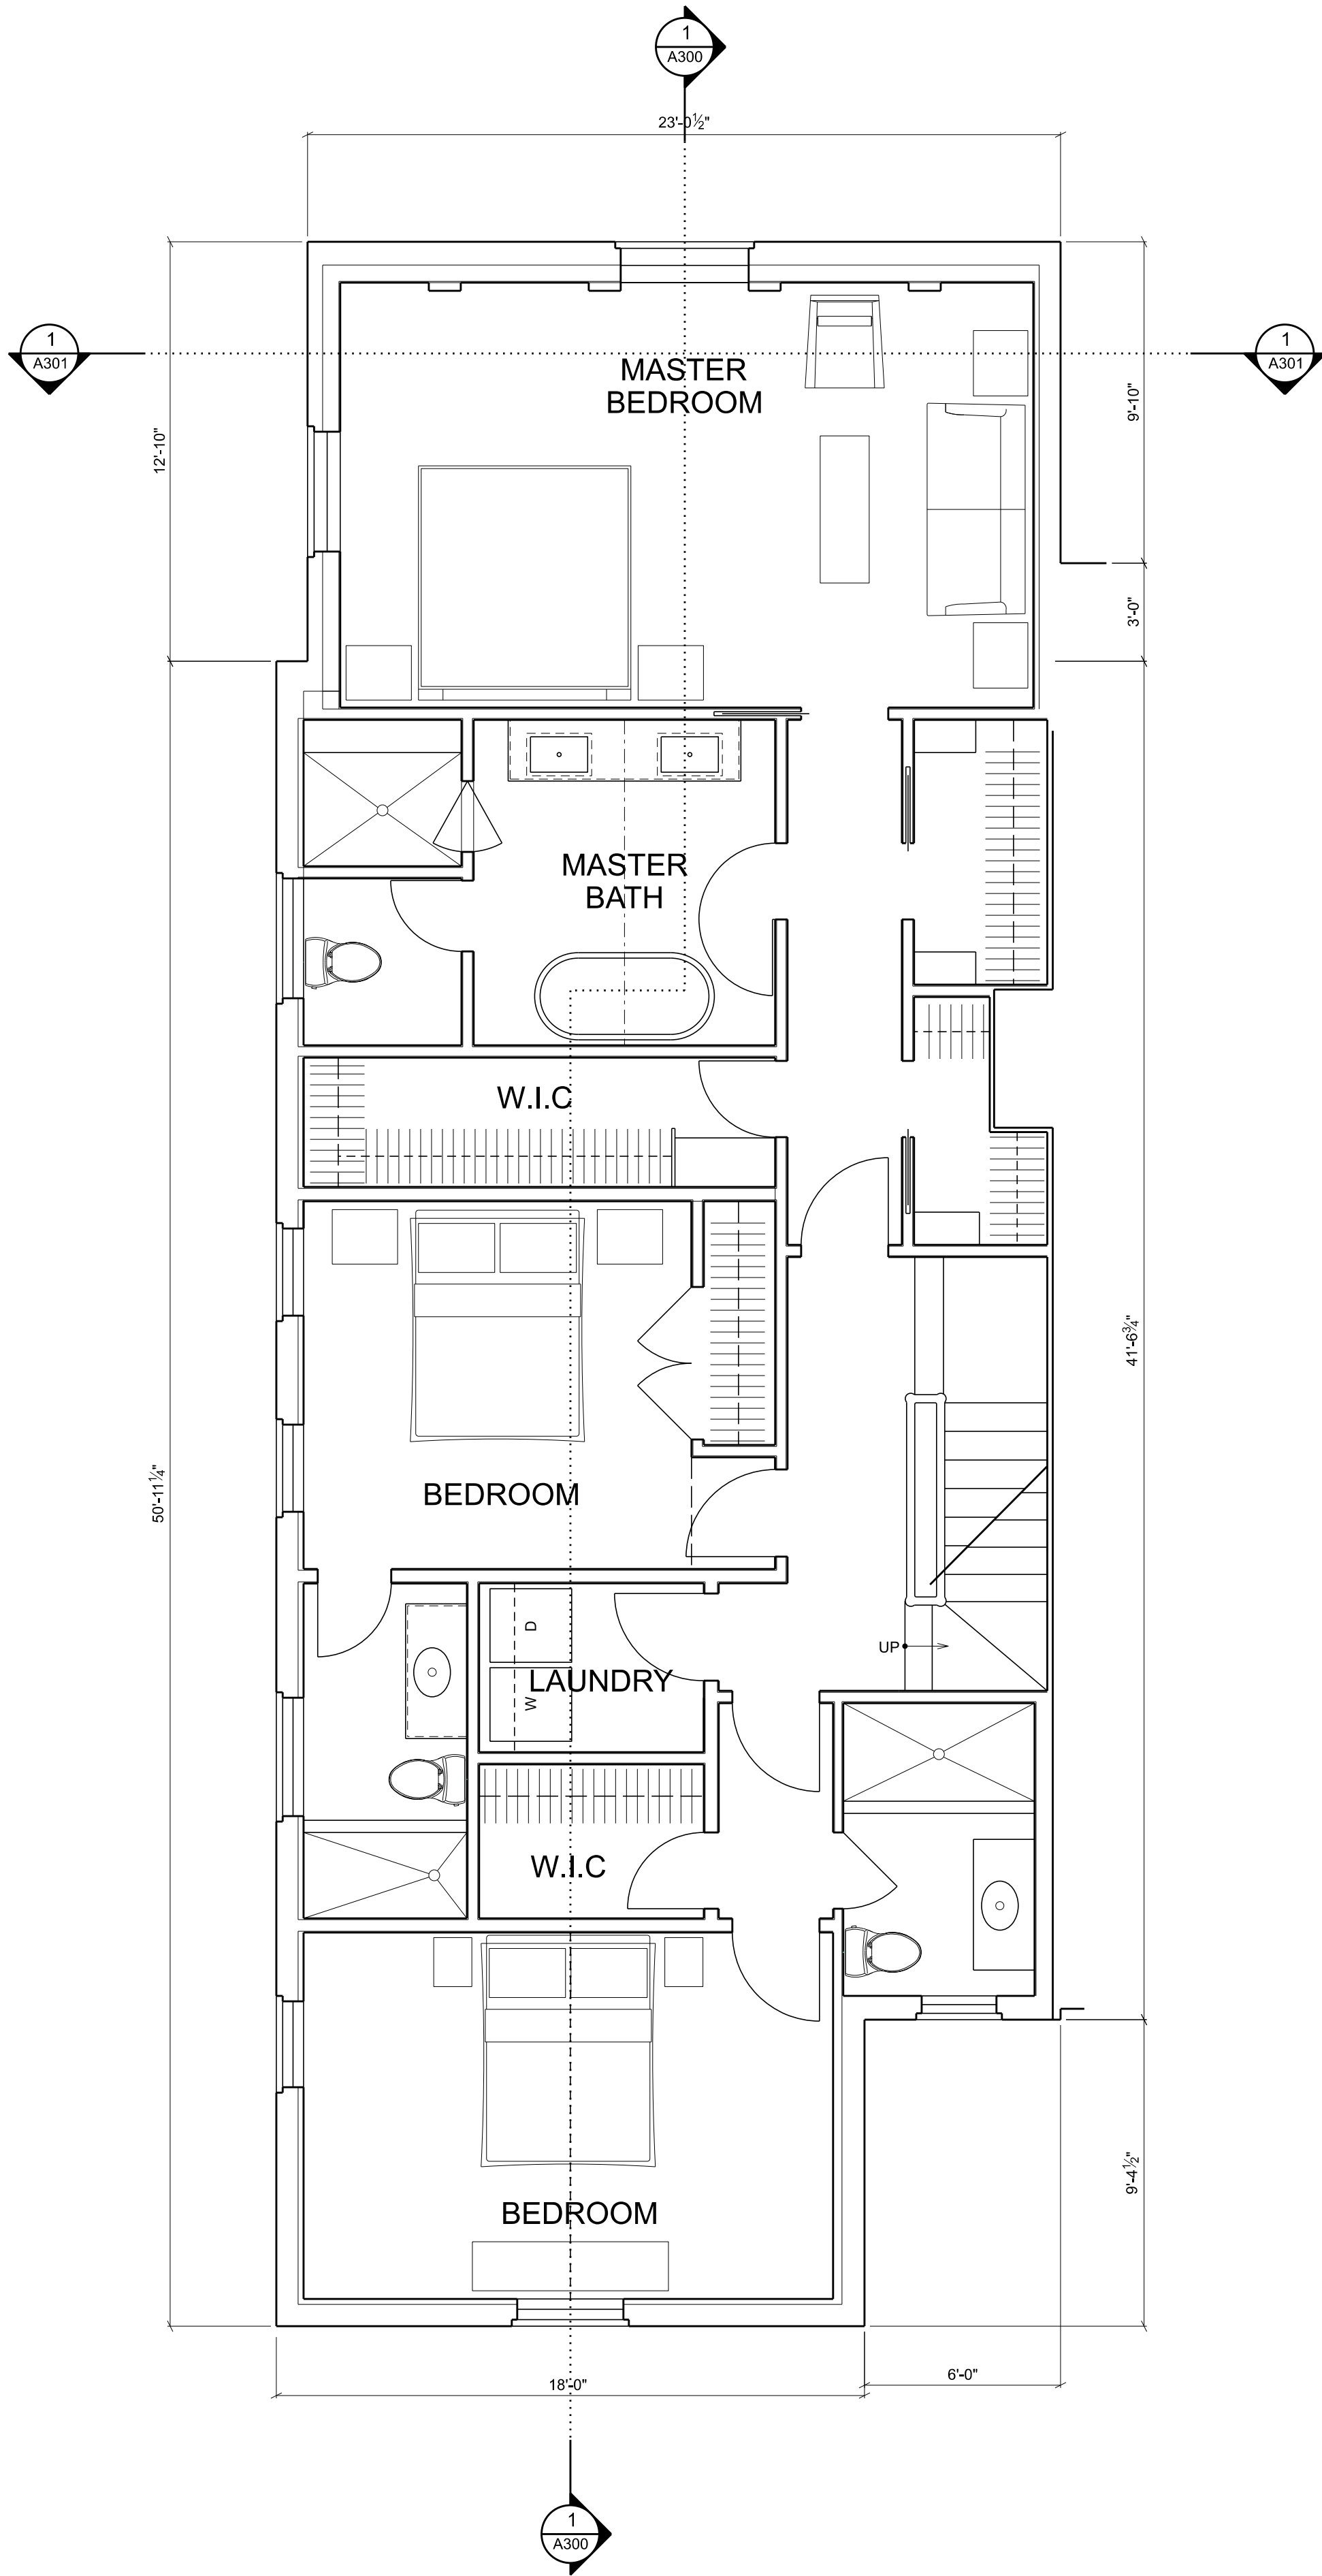 1
A300
23'-0½"
1
A301
1
A301
MASTER
BEDROOM
12'-10"
9'-10"
3'-0"
MASTER
BATH
W.I.C
41'-6¾"
BEDROOM
50'-11¼"
D
UP
LAUNDRY
W
W.I.C
9'-4½"
BEDROOM
6'-0"
18'-0"
1
A300